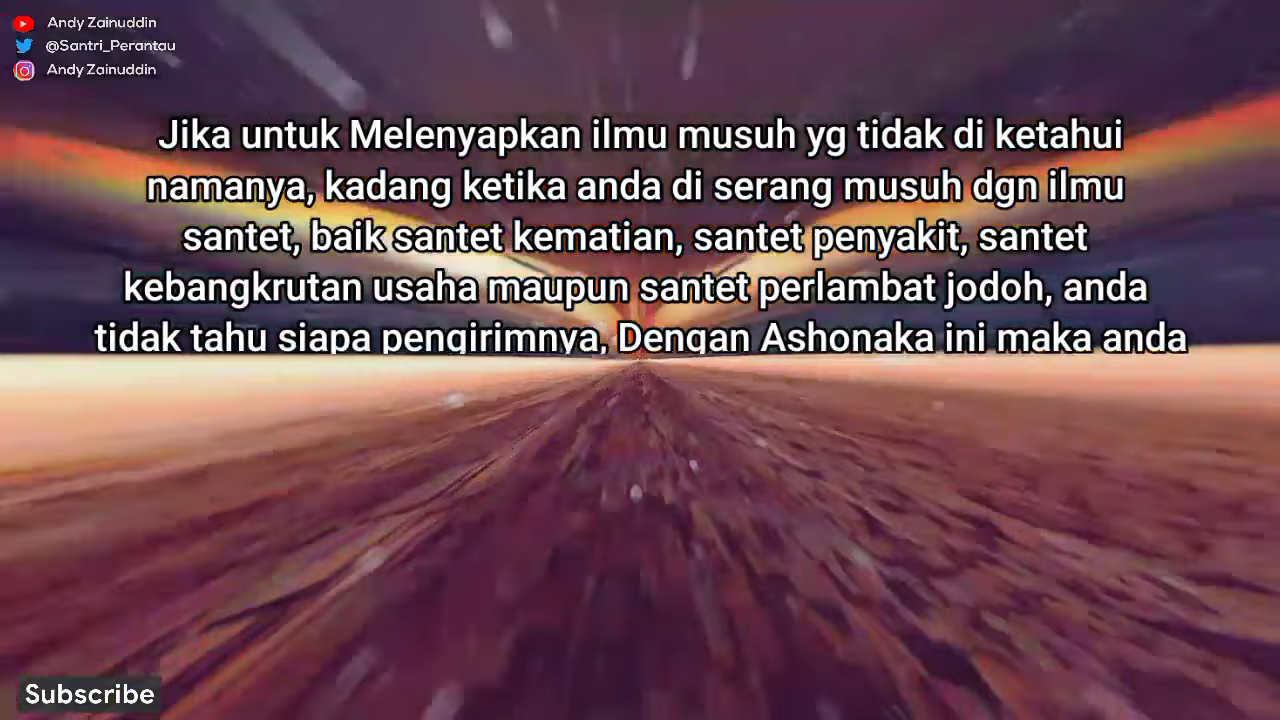 Andy Zainuddin
@Santri_Perantau
Andy Zainuddin
Jika untuk Melenyapkan ilmu musuh yg tidak di ketahui
namanya, kadang ketika anda di serang musuh dgn ilmu
santet, baik santet kematian, santet penyakit, santet
kebangkrutan usaha maupun santet perlambat jodoh, anda
tidak tahu siapa pengirimnya, Dengan Ashonaka ini maka anda
Subscribe